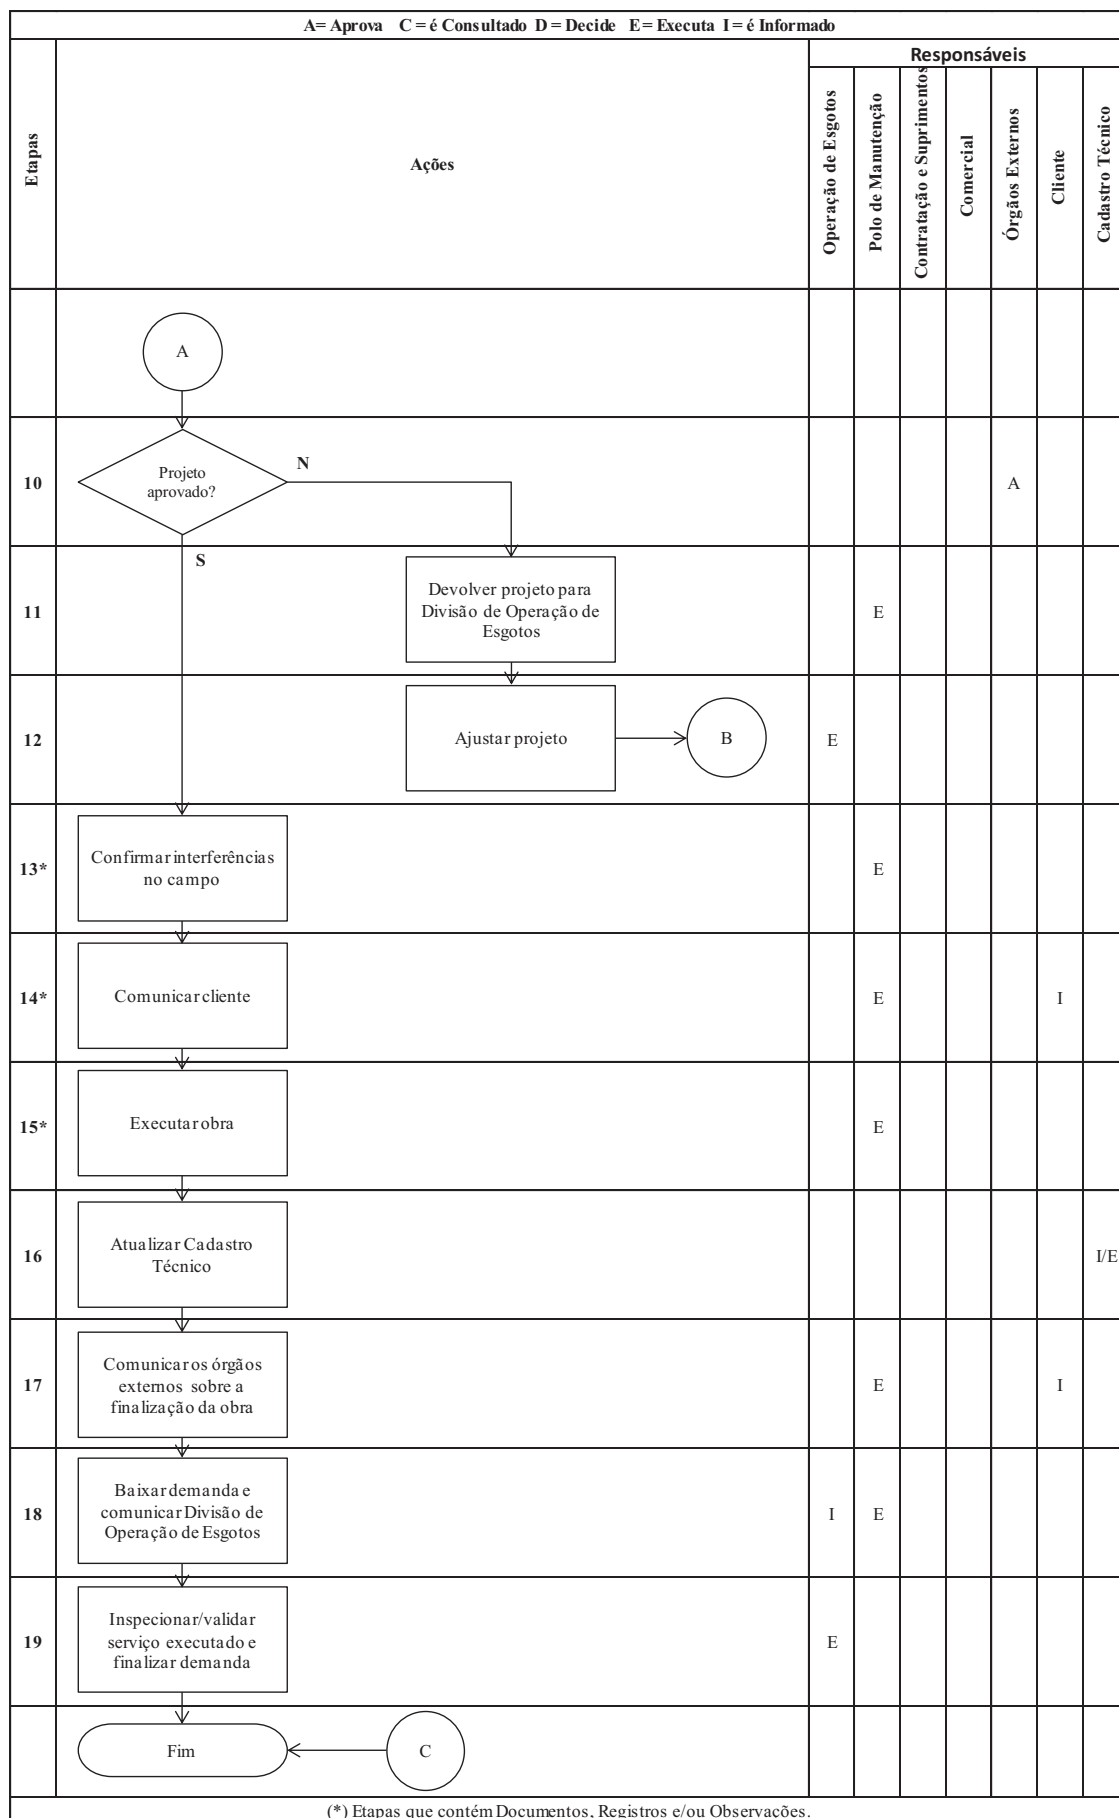 A= Aprova C = é Consultado D = Decide E = Executa I = é Informado
Responsáveis
Etapas
Ações
Operação de Esgotos
Polo de Manutenção
Contratação e Suprimentos
Comercial
Órgãos Externos
Cliente
Cadastro Técnico
A
10
Projeto
aprovado?
N
A
S
11
Devolver projeto para
Divisão de Operação de
Esgotos
E
12
Ajustar projeto
B
E
13*
Confirmar interferências
no campo
E
14*
Comunicar cliente
E
I
15*
Executar obra
E
16
Atualizar Cadastro
Técnico
I/E
17
Comunicar os órgãos
externos sobre a
finalização da obra
E
I
18
Baixar demanda e
comunicar Divisão de
Operação de Esgotos
I
E
19
Inspecionar/validar
serviço executado e
finalizar demanda
E
Fim
C
(*) Etapas que contém Documentos, Registros e/ou Observações.